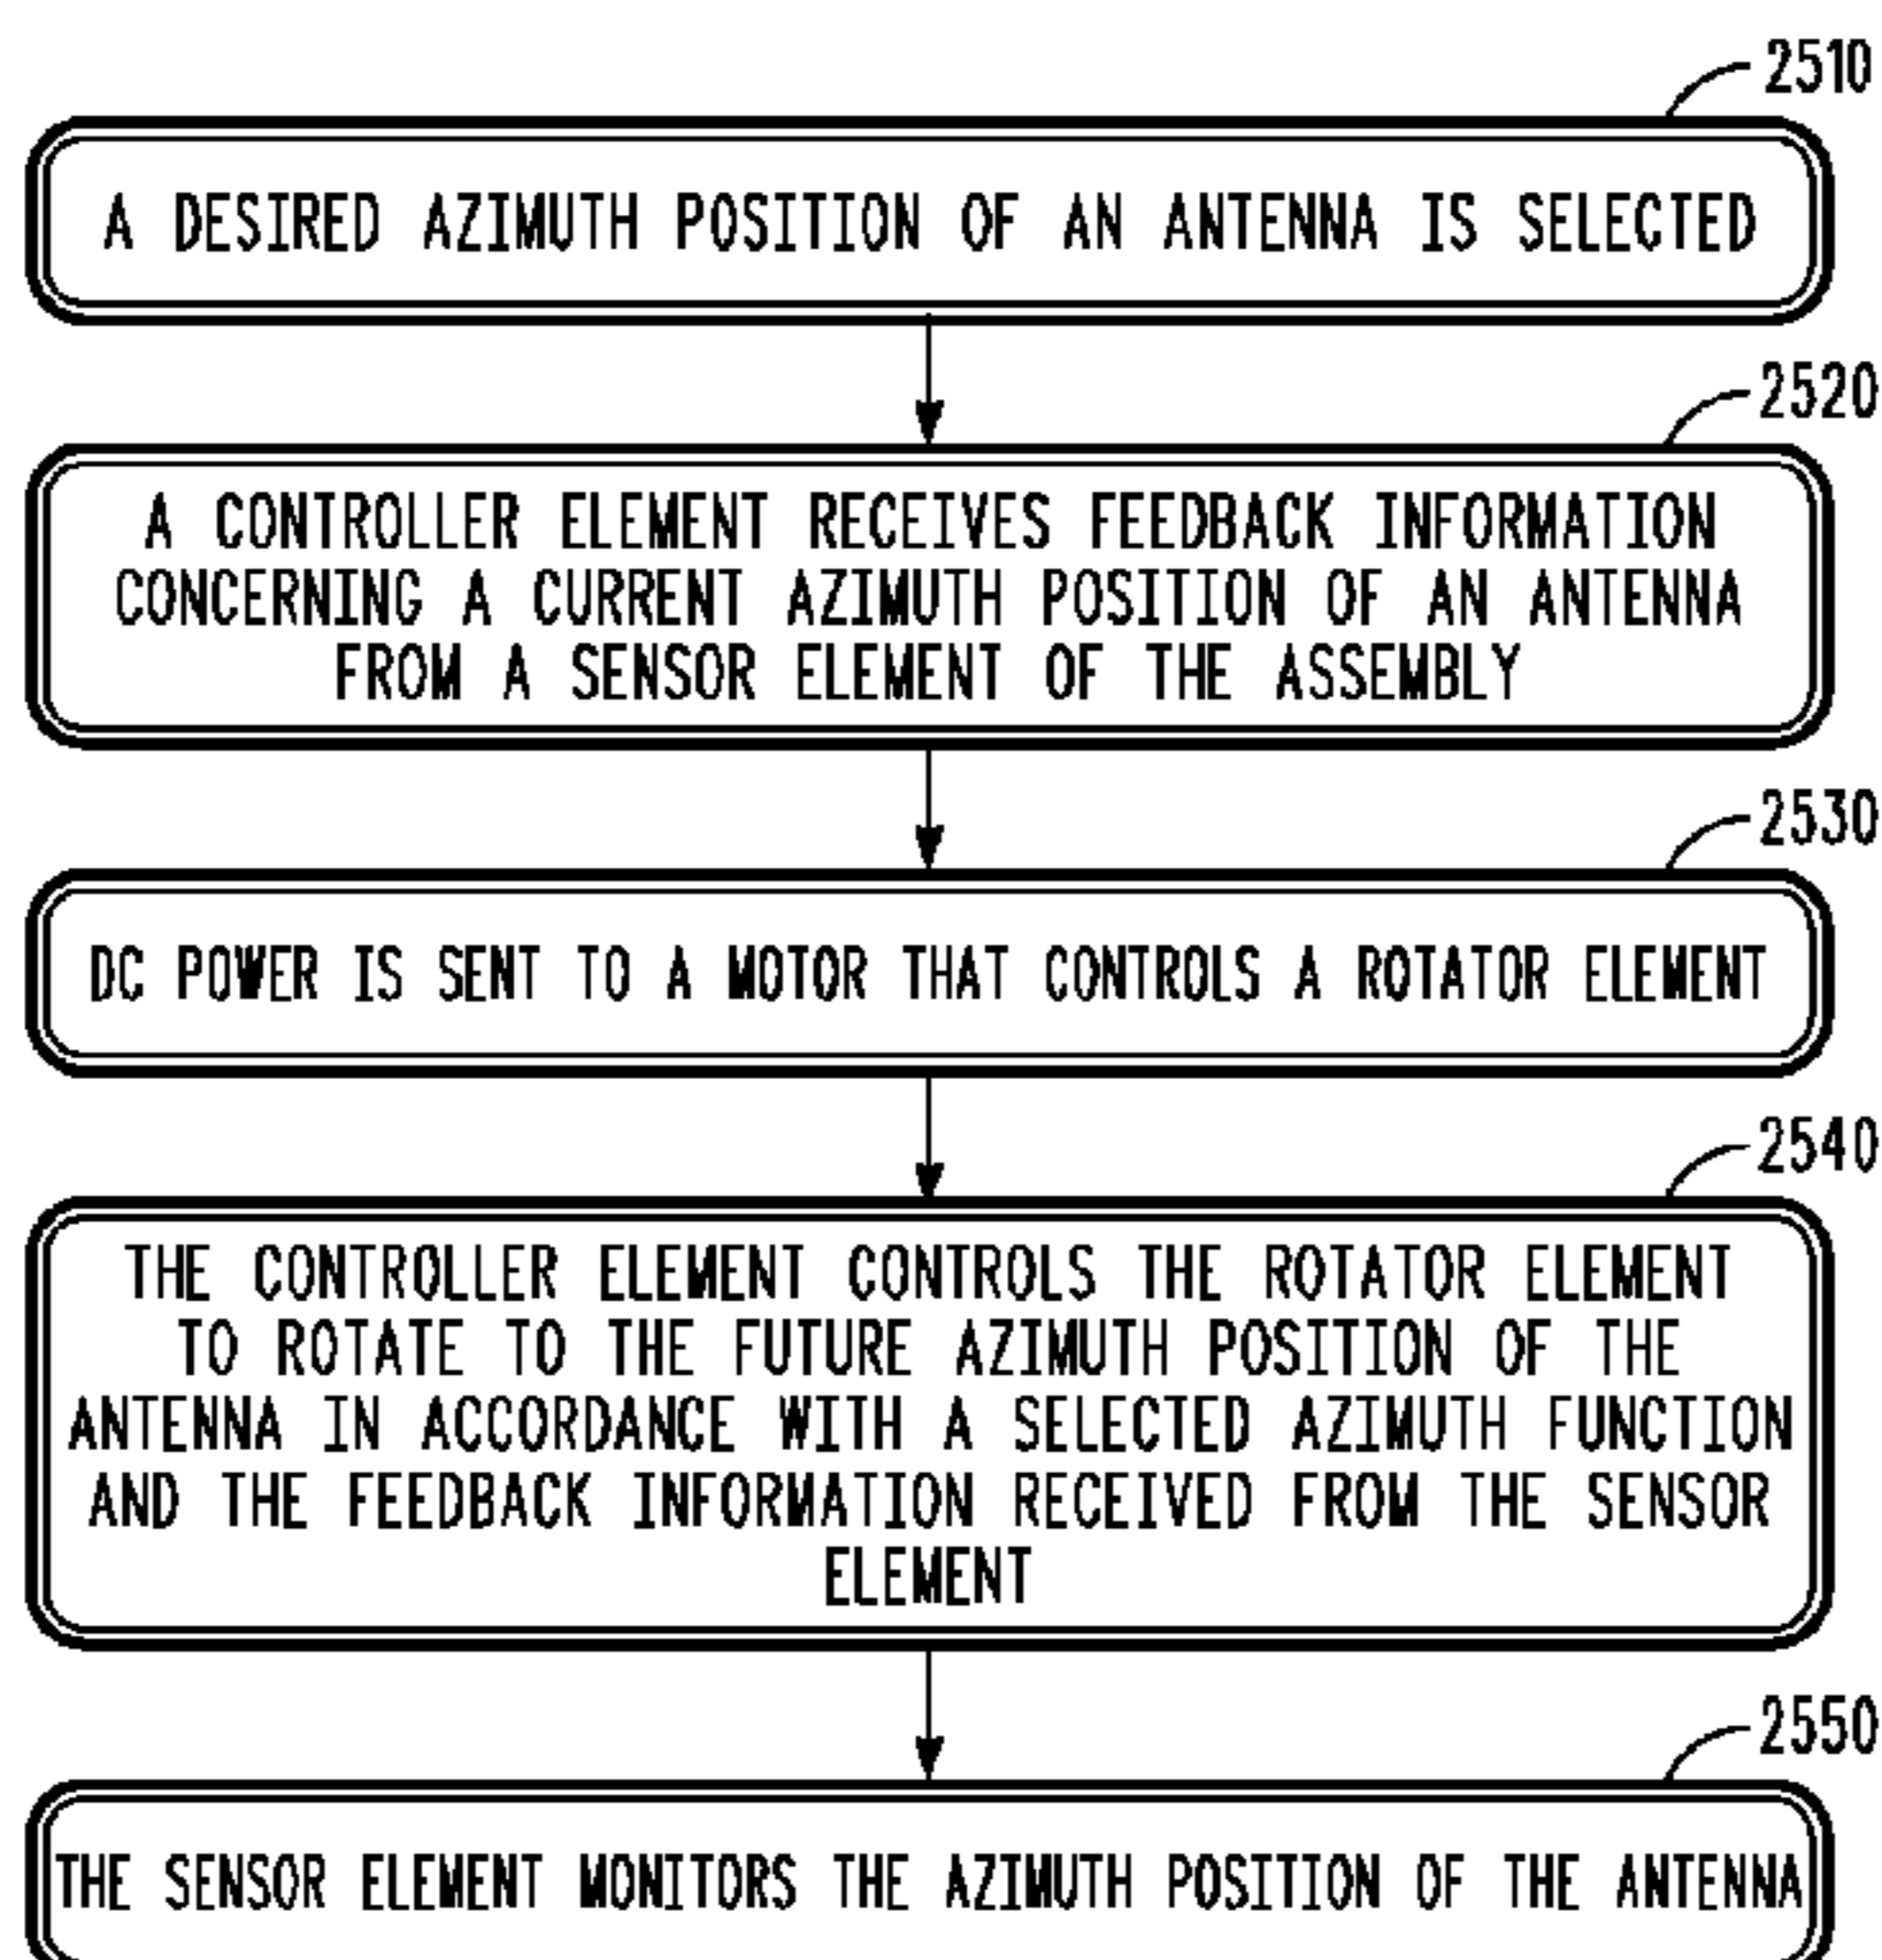 2510
A DESIRED AZIMUTH POSITION OF AN ANTENNA IS SELECTED
2520
A CONTROLLER ELEMENT RECEIVES FEEDBACK INFORMATION
CONCERNING A CURRENT AZIMUTH POSITION OF AN ANTENNA
FROM A SENSOR ELEMENT OF THE ASSEMBLY
2530
DC POWER IS SENT TO A MOTOR THAT CONTROLS A ROTATOR ELEMENT
2540
THE CONTROLLER ELEMENT CONTROLS THE ROTATOR ELEMENT
TO ROTATE TO THE FUTURE AZIMUTH POSITION OF THE
ANTENNA IN ACCORDANCE WITH A SELECTED AZIMUTH FUNCTION
AND THE FEEDBACK INFORMATION RECEIVED FROM THE SENSOR
ELEMENT
2550
THE SENSOR ELEMENT MONITORS THE AZIMUTH POSITION OF THE ANTENNA